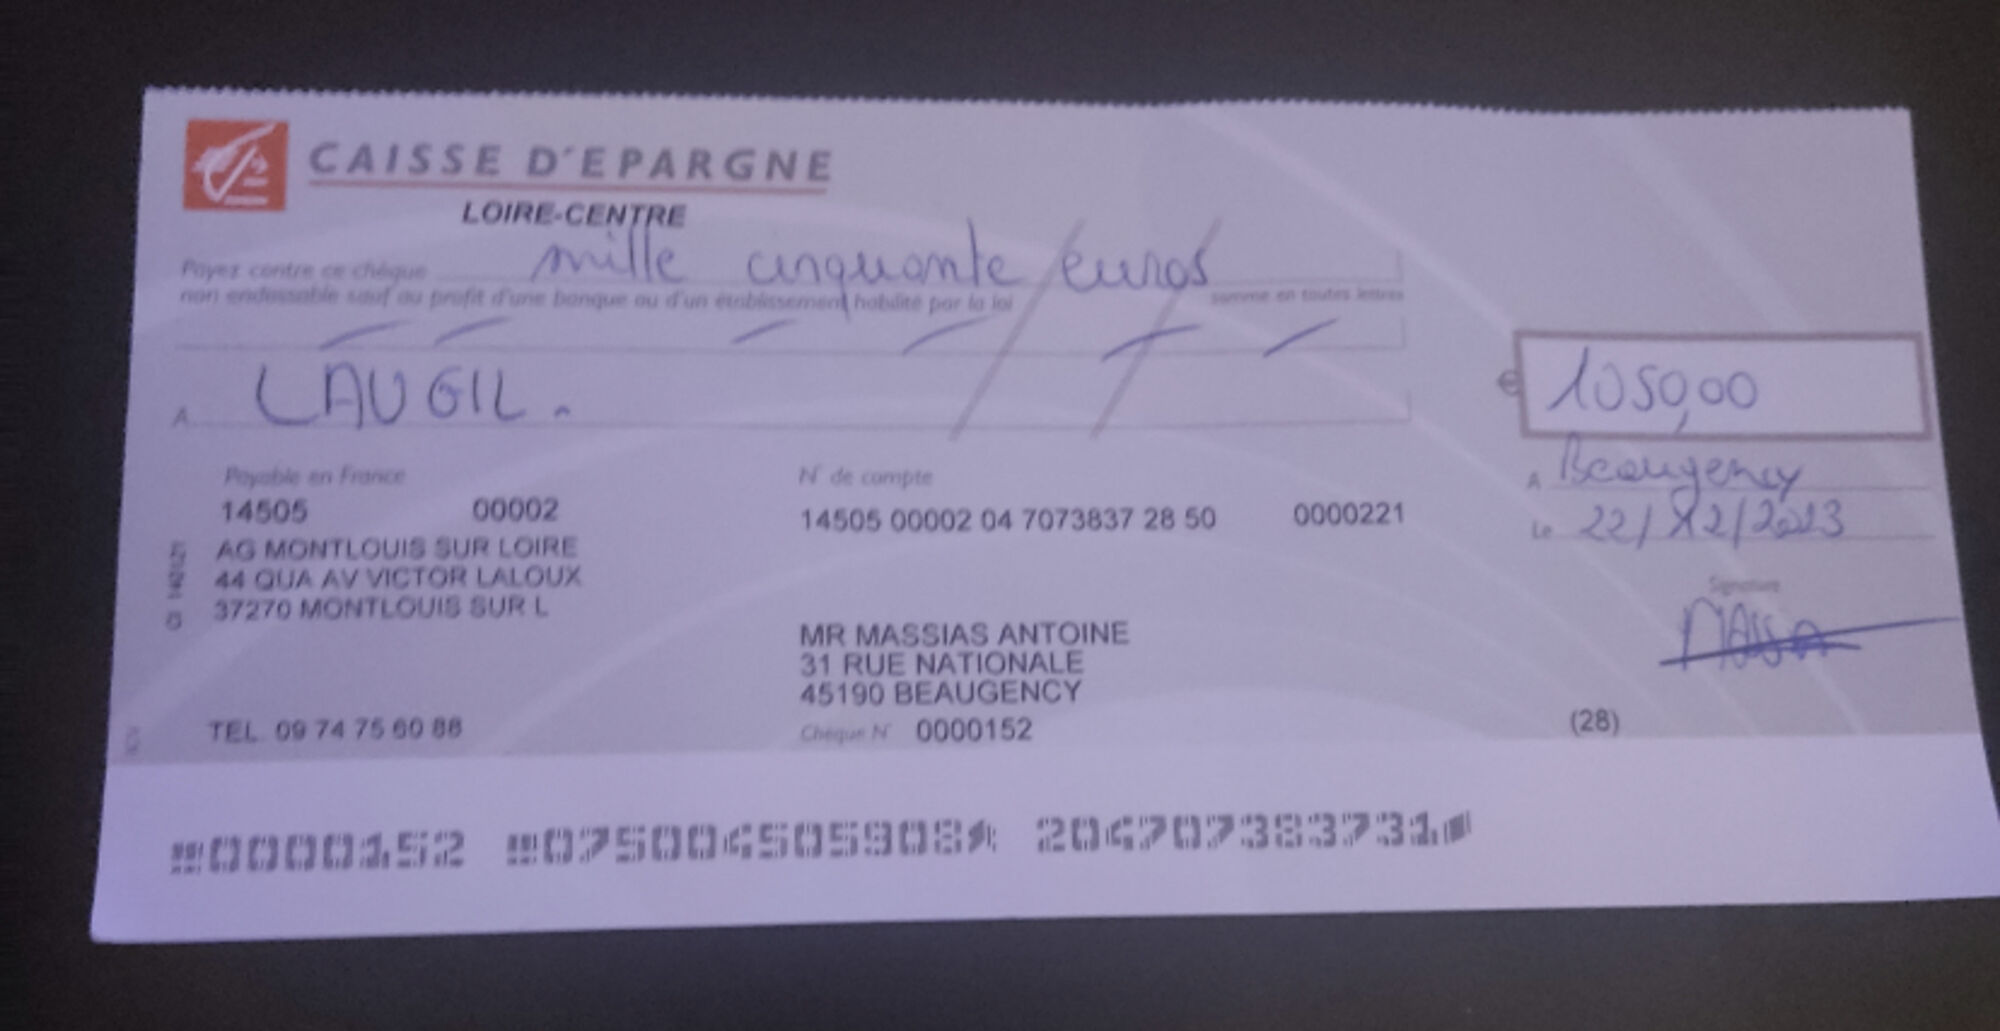 CAISSE D'EPARGNE
LOIRE-CENTRE
Payez contre ce chèque mille cinquante euros
non endossable sauf au profit d'une banque ou d'un établissement habilité par la loi somme en toutes lettres
A LAUGIL.
€ 1050,00
A Beaugency
Le 22/12/2023
Signature
Payable en France
14505 00002
AG MONTLOUIS SUR LOIRE
44 QUA AV VICTOR LALOUX
37270 MONTLOUIS SUR L
TEL 09 74 75 60 88
N° de compte
14505 00002 04 7073837 28 50 0000221
MR MASSIAS ANTOINE
31 RUE NATIONALE
45190 BEAUGENCY
Chèque N° 0000152
(28)
0000152 075004505908 204707383731